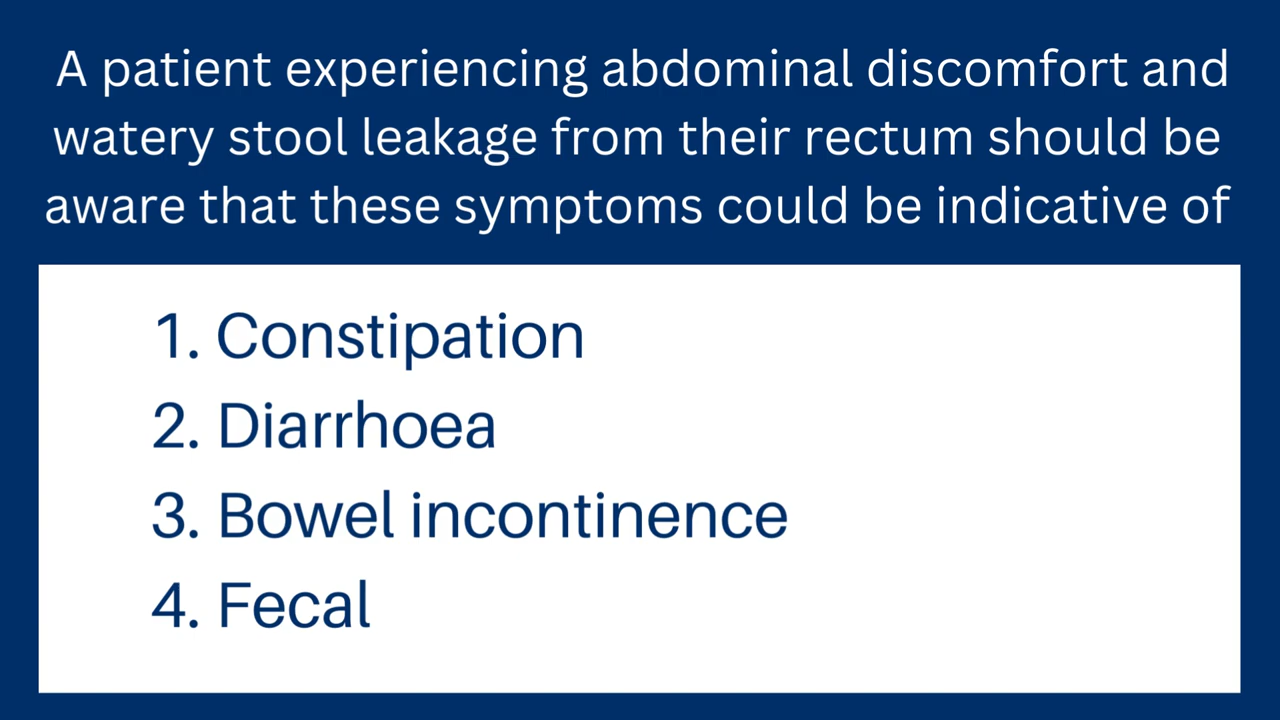 A patient experiencing abdominal discomfort and
watery stool leakage from their rectum should be
aware that these symptoms could be indicative of
1. Constipation
2. Diarrhoea
3. Bowel incontinence
4. Fecal